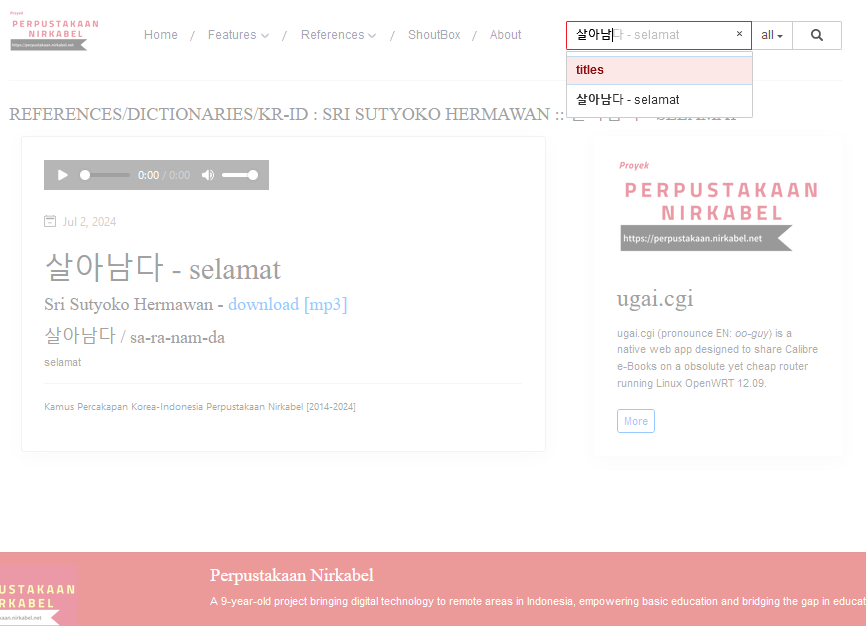 Proyek
PERPUSTAKAAN
NIRKABEL
https://perpustakaan.nirkabel.net
Home / Features / References / ShoutBox / About
살아남다 - selamat × all
titles
살아남다 - selamat
REFERENCES/DICTIONARIES/KR-ID : SRI SUTYOKO HERMAWAN :: 살아남다 - SELAMAT
0:00 / 0:00
Jul 2, 2024
살아남다 - selamat
Sri Sutyoko Hermawan - download [mp3]
살아남다 / sa-ra-nam-da
selamat
Kamus Percakapan Korea-Indonesia Perpustakaan Nirkabel [2014-2024]
Proyek
PERPUSTAKAAN
NIRKABEL
https://perpustakaan.nirkabel.net
ugai.cgi
ugai.cgi (pronounce EN: oo-guy) is a
native web app designed to share Calibre
e-Books on a obsolute yet cheap router
running Linux OpenWRT 12.09.
More
USTAKAAN
RKABEL
kaan.nirkabel.net
Perpustakaan Nirkabel
A 9-year-old project bringing digital technology to remote areas in Indonesia, empowering basic education and bridging the gap in educat